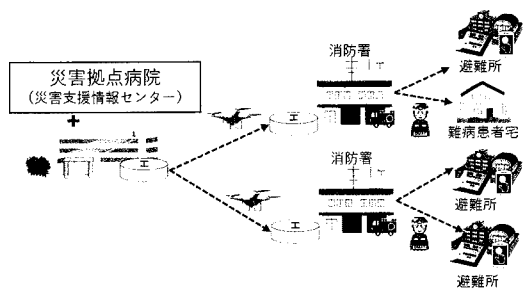 災害拠点病院
(災害支援情報センター)
消防署
避難所
難病患者宅
消防署
避難所
避難所